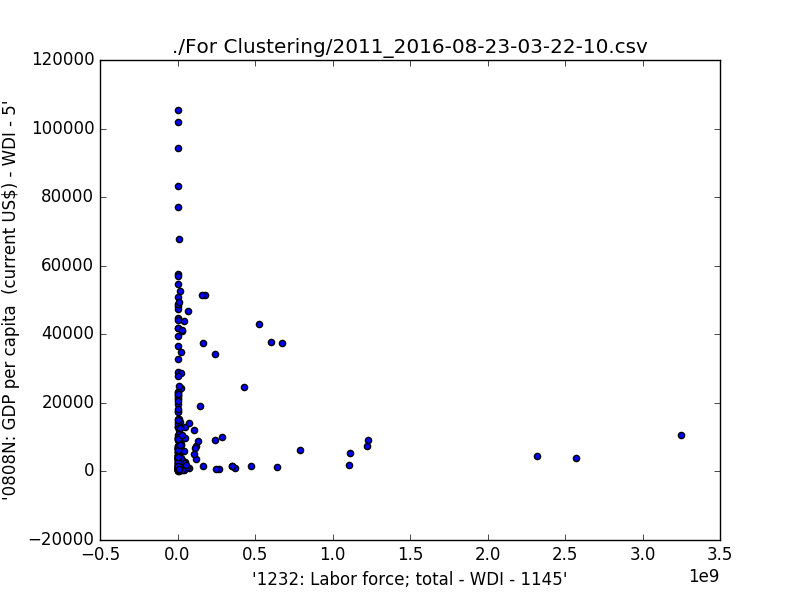 ./For Clustering/2011_2016-08-23-03-22-10.csv
120000
100000
80000
60000
40000
20000
0
−20000
'0808N: GDP per capita  (current US$) - WDI - 5'
−0.5 0.0 0.5 1.0 1.5 2.0 2.5 3.0 3.5
1e9
'1232: Labor force; total - WDI - 1145'